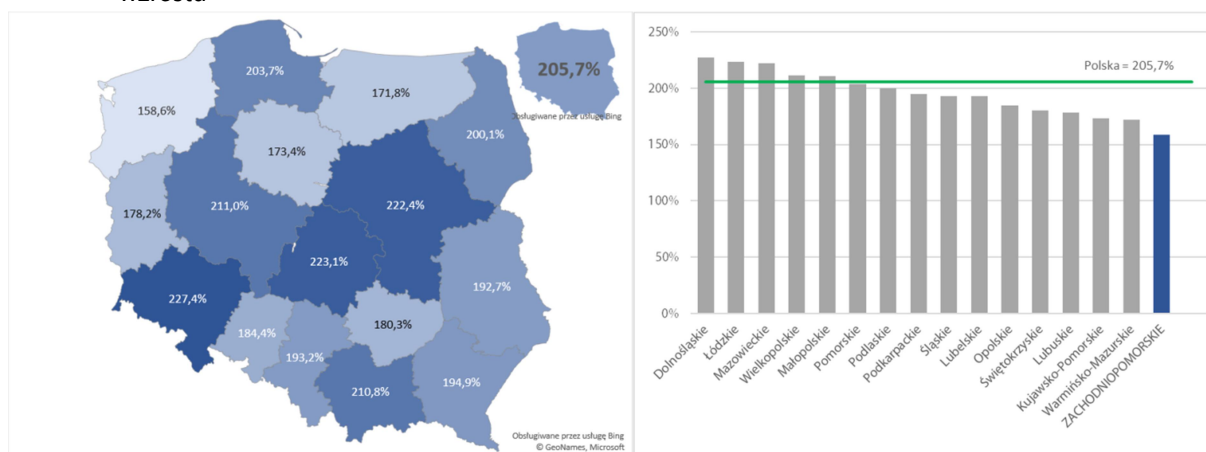 203,7%
205,7%
171,8%
158,6%
Obsługiwane przez usługę Bing
200,1%
173,4%
178,2%
211,0%
222,4%
223,1%
192,7%
227,4%
180,3%
184,4%
193,2%
210,8%
194,9%
Obsługiwane przez usługę Bing
© GeoNames, Microsoft
250%
Polska = 205,7%
200%
150%
100%
50%
0%
Dolnośląskie
Łódzkie
Mazowieckie
Wielkopolskie
Małopolskie
Pomorskie
Podlaskie
Podkarpackie
Śląskie
Lubelskie
Opolskie
Świętokrzyskie
Lubuskie
Kujawsko-Pomorskie
Warmińsko-Mazurskie
ZACHODNIOPOMORSKIE